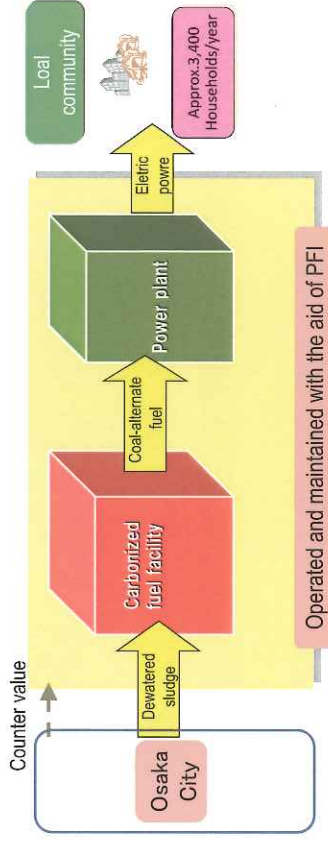 Counter value
Osaka
City
Dewatered
sludge
Carbonized
fuel facility
Coal-alternate
fuel
Power plant
Eletric
powre
Loal
community
Approx.3,400
Households/year
Operated and maintained with the aid of PFI